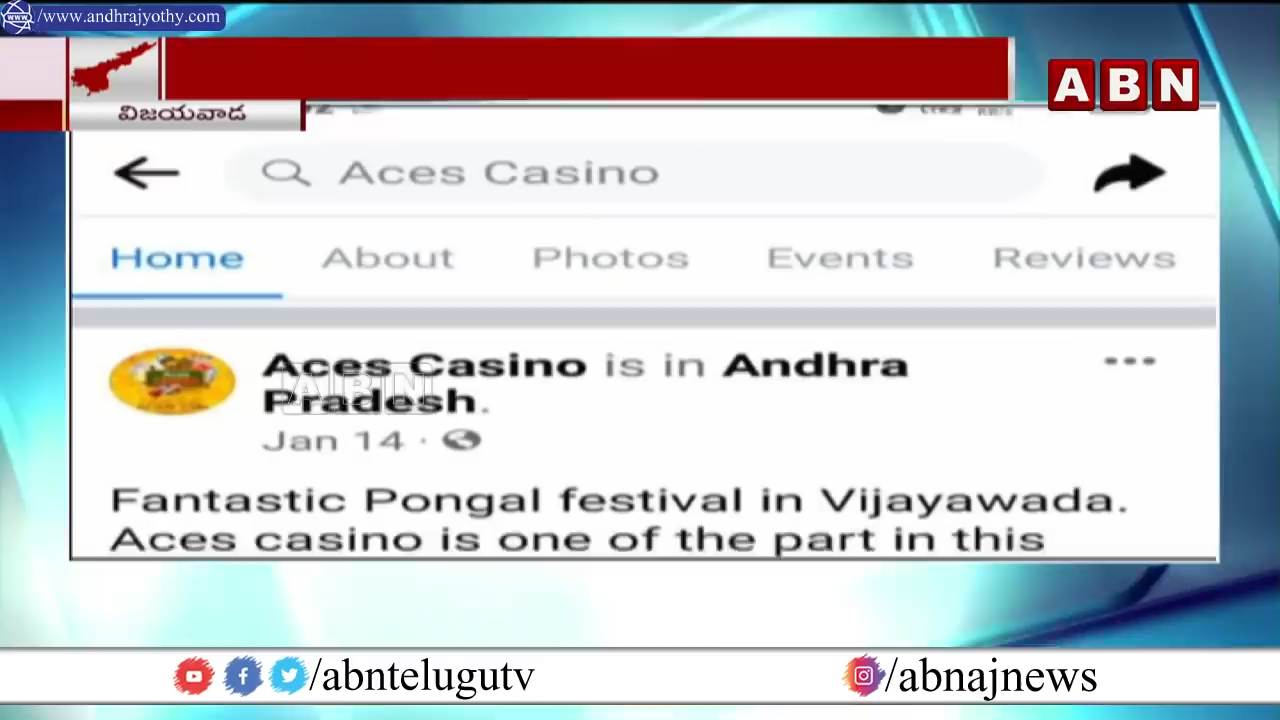 /www.andhrajyothy.com
ABN
విజయవాడ
Aces Casino
Home About Photos Events Reviews
Aces Casino is in Andhra
Pradesh.
ABN
Jan 14 ·
Fantastic Pongal festival in Vijayawada.
Aces casino is one of the part in this
/abntelugutv
/abnajnews